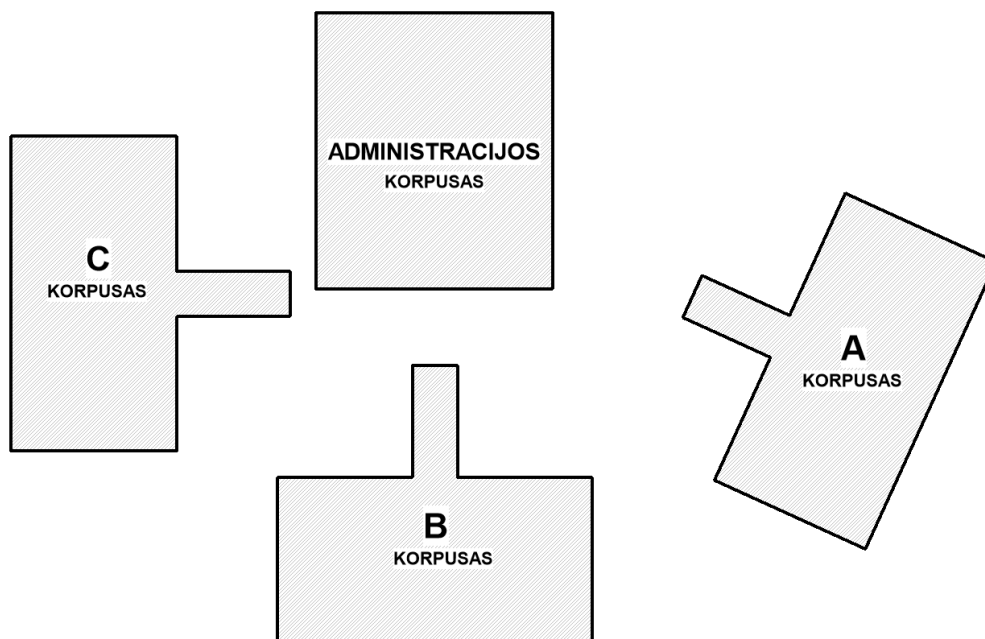 ADMINISTRACIJOS
KORPUSAS
C
KORPUSAS
A
KORPUSAS
B
KORPUSAS